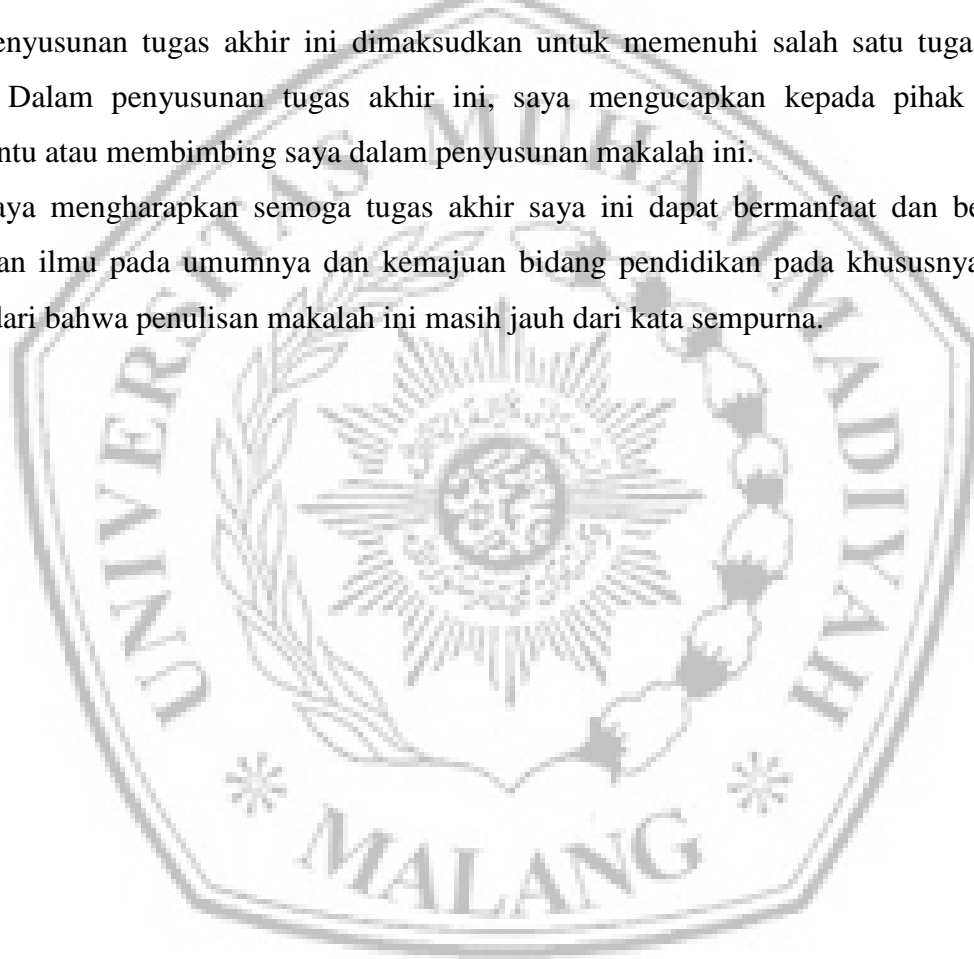 enyusunan tugas akhir ini dimaksudkan untuk memenuhi salah satu tuga
Dalam penyusunan tugas akhir ini, saya mengucapkan kepada pihak
ntu atau membimbing saya dalam penyusunan makalah ini.
aya mengharapkan semoga tugas akhir saya ini dapat bermanfaat dan be
an ilmu pada umumnya dan kemajuan bidang pendidikan pada khususnya
dari bahwa penulisan makalah ini masih jauh dari kata sempurna.
UNIVERSITAS MUHAMMADIYAH
MALANG